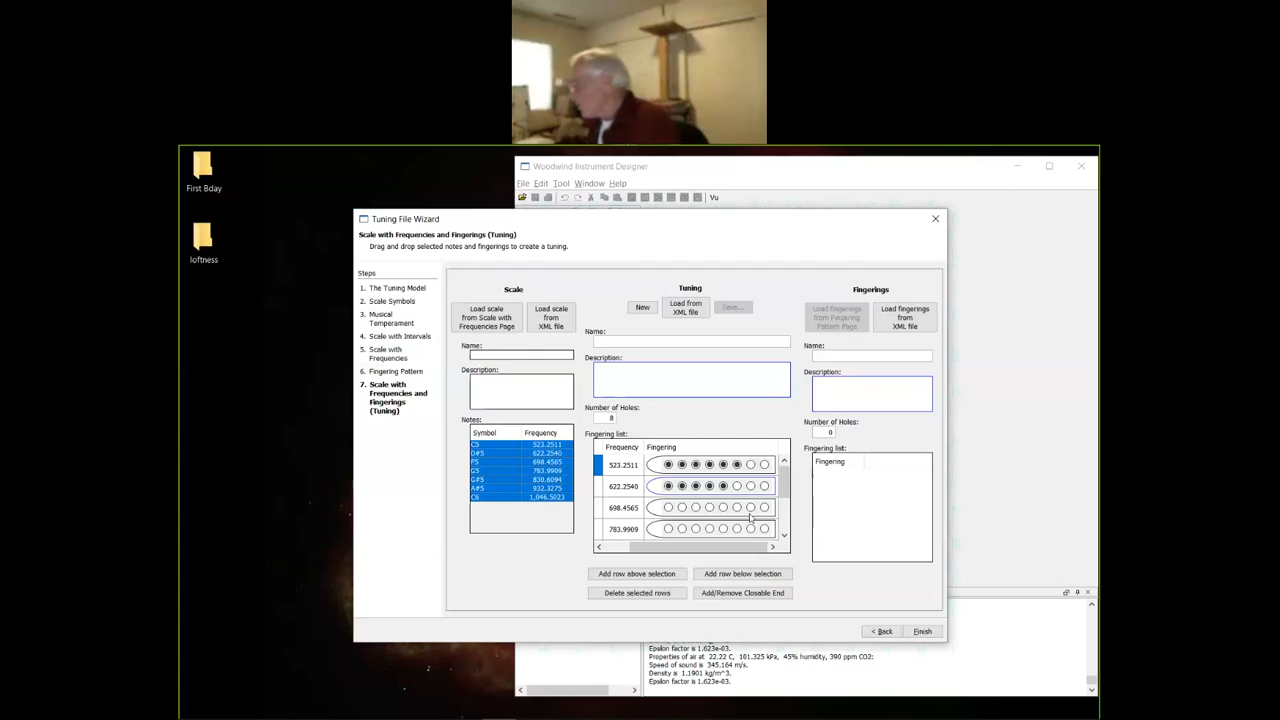 First Bday
loftness
Woodwind Instrument Designer
File Edit Tool Window Help
Vu
Tuning File Wizard
Scale with Frequencies and Fingerings (Tuning)
Drag and drop selected notes and fingerings to create a tuning.
Steps
1. The Tuning Model
2. Scale Symbols
3. Musical
Temperament
4. Scale with Intervals
5. Scale with
Frequencies
6. Fingering Pattern
7. Scale with
Frequencies and
Fingerings
(Tuning)
Scale
Load scale
from Scale with
Frequencies Page
Load scale
from
XML file
Name:
Description:
Notes:
Symbol Frequency
C5 523.2511
D#5 622.2540
F5 698.4565
G5 783.9909
G#5 830.6094
A#5 932.3275
C6 1,046.5023
Tuning
New
Load from
XML file
Save...
Name:
Description:
Number of Holes:
8
Fingering list:
Frequency Fingering
523.2511
622.2540
698.4565
783.9909
Add row above selection
Add row below selection
Delete selected rows
Add/Remove Closable End
Fingerings
Load fingerings
from Fingering
Pattern Page
Load fingerings
from
XML file
Name:
Description:
Number of Holes:
0
Fingering list:
Fingering
< Back
Finish
Epsilon factor is 1.623e-03.
Properties of air at 22.22 C, 101.325 kPa, 45% humidity, 390 ppm CO2:
Speed of sound is 345.164 m/s.
Density is 1.1901 kg/m^3.
Epsilon factor is 1.623e-03.